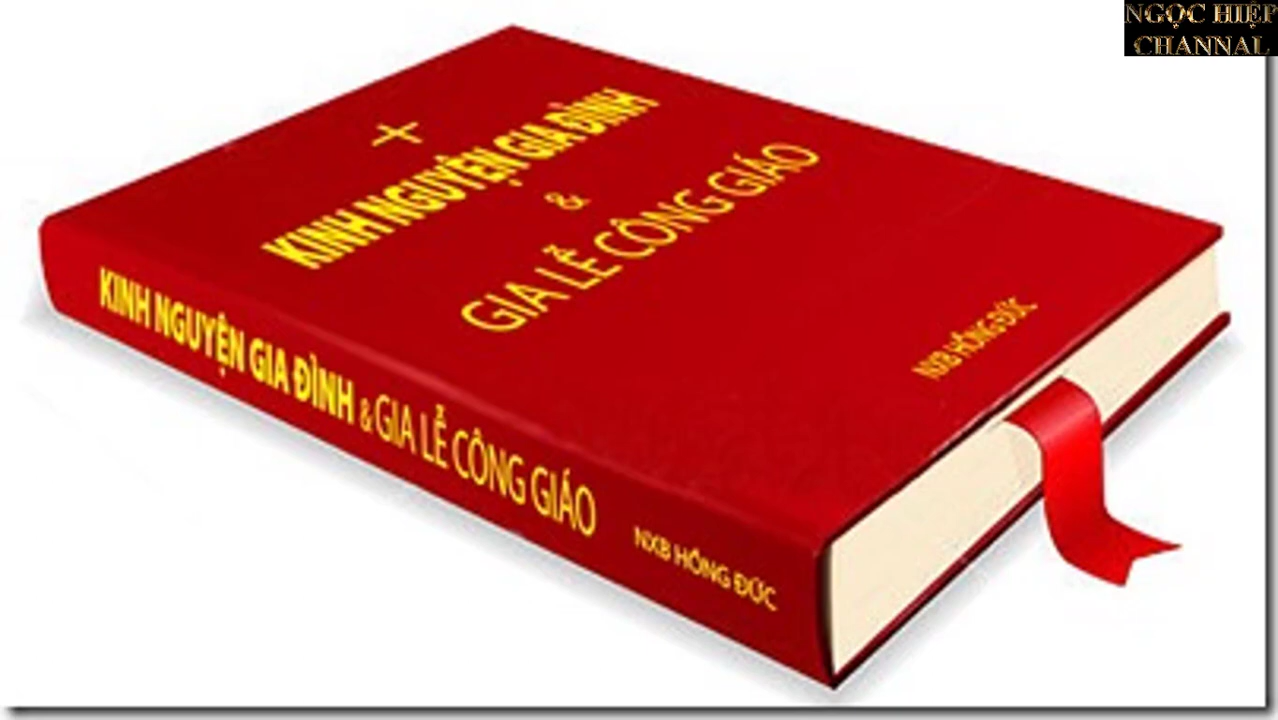 NGỌC HIỆP
CHANNAL
KINH NGUYỆN GIA ĐÌNH
&
GIA LỄ CÔNG GIÁO
NXB HỒNG ĐỨC
KINH NGUYỆN GIA ĐÌNH & GIA LỄ CÔNG GIÁO NXB HỒNG ĐỨC